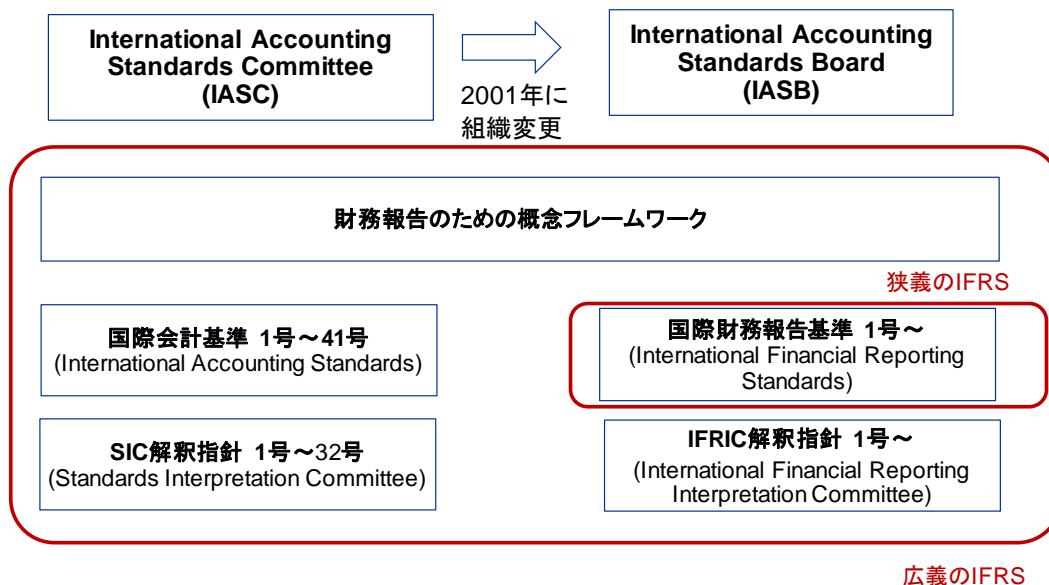 International Accounting
Standards Committee
(IASC)
2001年に
組織変更
International Accounting
Standards Board
(IASB)
財務報告のための概念フレームワーク
狭義のIFRS
国際会計基準 1号～41号
(International Accounting Standards)
国際財務報告基準 1号～
(International Financial Reporting
Standards)
SIC解釈指針 1号～32号
(Standards Interpretation Committee)
IFRIC解釈指針 1号～
(International Financial Reporting
Interpretation Committee)
広義のIFRS